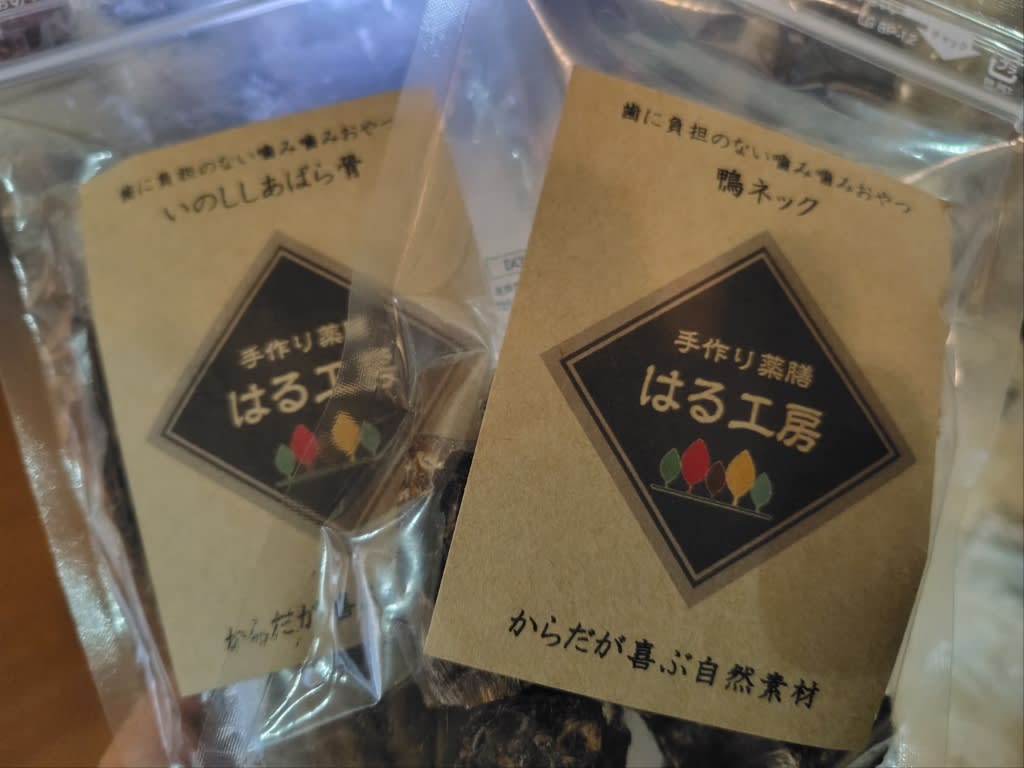 歯に負担のない噛み噛みおやつ
いのししあばら骨
手作り薬膳
はる工房
からだが喜
歯に負担のない噛み噛みおやつ
鴨ネック
手作り薬膳
はる工房
からだが喜ぶ自然素材